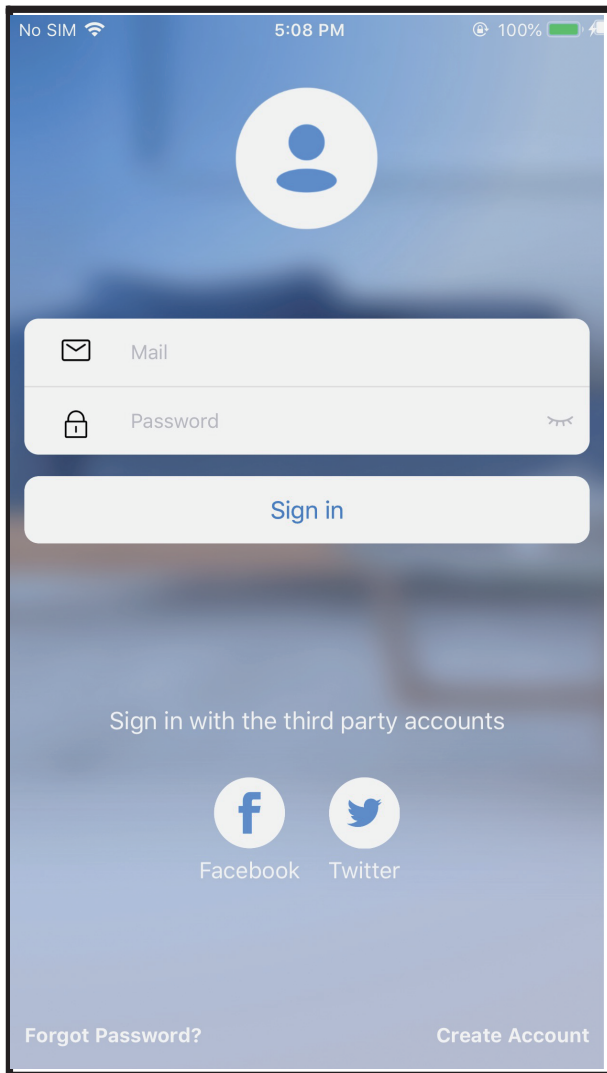 No SIM 5:08 PM 100%
Mail
Password
Sign in
Sign in with the third party accounts
Facebook Twitter
Forgot Password? Create Account